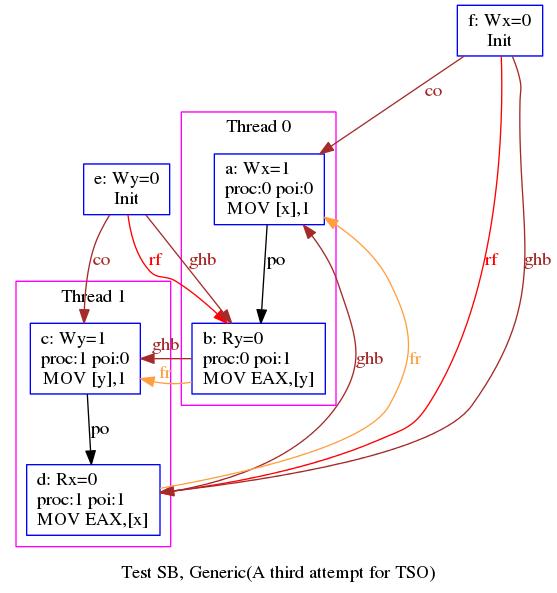 f: Wx=0
Init
co
Thread 0
a: Wx=1
proc:0 poi:0
MOV [x],1
e: Wy=0
Init
po
co
rf
ghb
rf
ghb
Thread 1
c: Wy=1
proc:1 poi:0
MOV [y],1
ghb
fr
b: Ry=0
proc:0 poi:1
MOV EAX,[y]
ghb
fr
po
d: Rx=0
proc:1 poi:1
MOV EAX,[x]
Test SB, Generic(A third attempt for TSO)